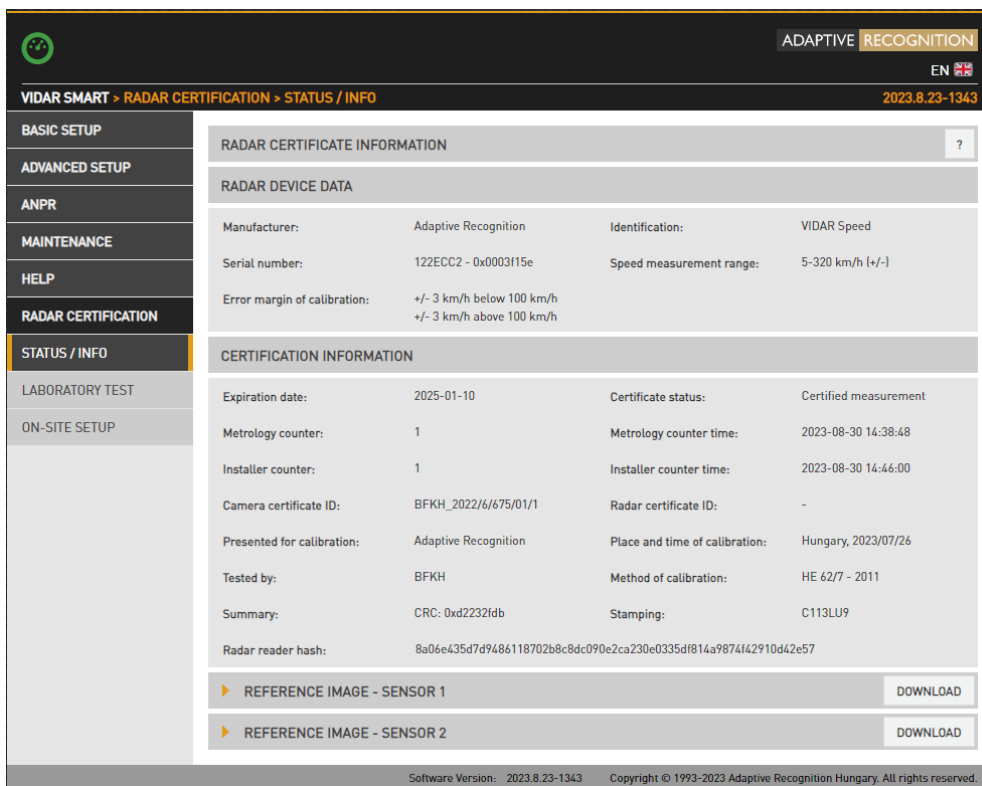 ADAPTIVE RECOGNITION
EN
VIDAR SMART > RADAR CERTIFICATION > STATUS / INFO 2023.8.23-1343
BASIC SETUP
ADVANCED SETUP
ANPR
MAINTENANCE
HELP
RADAR CERTIFICATION
STATUS / INFO
LABORATORY TEST
ON-SITE SETUP
RADAR CERTIFICATE INFORMATION ?
RADAR DEVICE DATA
Manufacturer: Adaptive Recognition Identification: VIDAR Speed
Serial number: 122ECC2 - 0x0003f15e Speed measurement range: 5-320 km/h (+/-)
Error margin of calibration: +/- 3 km/h below 100 km/h
+/- 3 km/h above 100 km/h
CERTIFICATION INFORMATION
Expiration date: 2025-01-10 Certificate status: Certified measurement
Metrology counter: 1 Metrology counter time: 2023-08-30 14:38:48
Installer counter: 1 Installer counter time: 2023-08-30 14:46:00
Camera certificate ID: BFKH_2022/6/675/01/1 Radar certificate ID: -
Presented for calibration: Adaptive Recognition Place and time of calibration: Hungary, 2023/07/26
Tested by: BFKH Method of calibration: HE 62/7 - 2011
Summary: CRC: 0xd2232fdb Stamping: C113LU9
Radar reader hash: 8a06e435d7d9486118702b8c8dc090e2ca230e0335df814a9874f42910d42e57
REFERENCE IMAGE - SENSOR 1 DOWNLOAD
REFERENCE IMAGE - SENSOR 2 DOWNLOAD
Software Version: 2023.8.23-1343 Copyright © 1993-2023 Adaptive Recognition Hungary. All rights reserved.